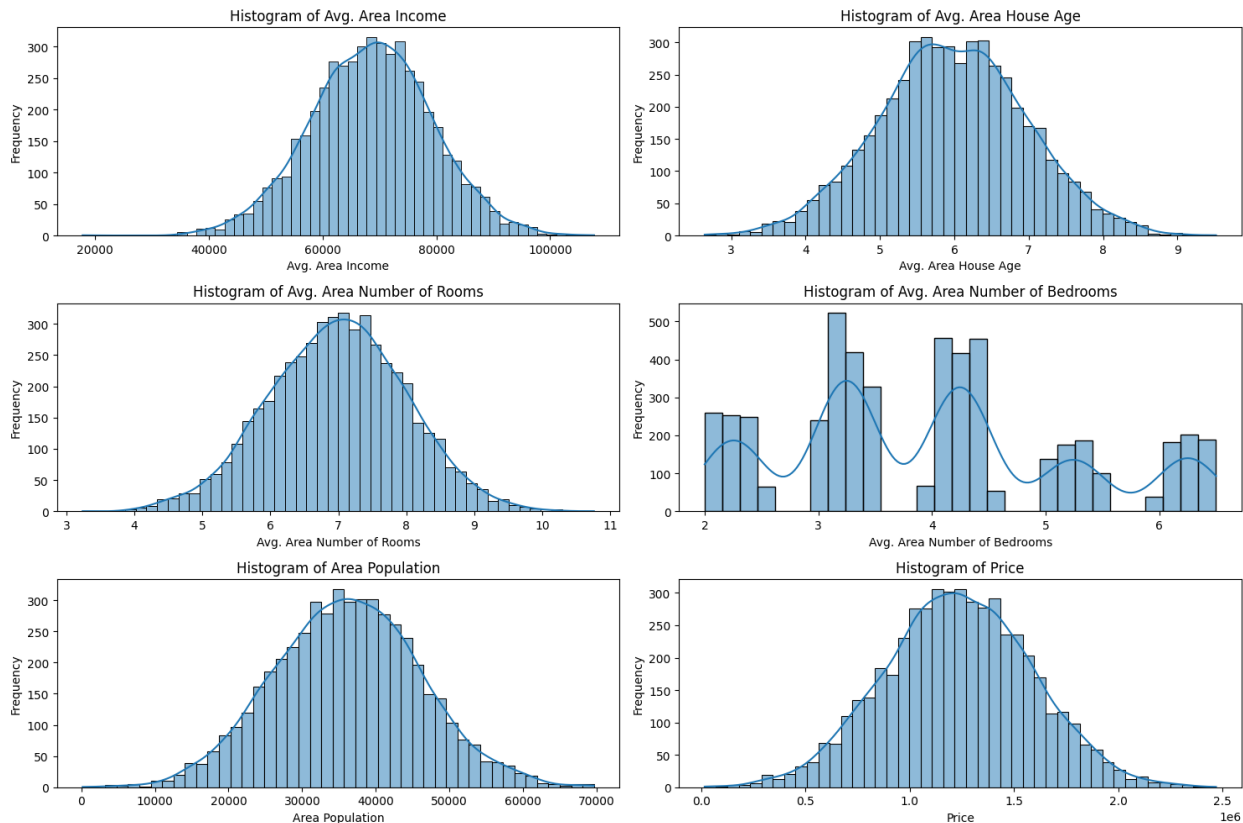 Histogram of Avg. Area Income
Frequency
300
250
200
150
100
50
0
20000 40000 60000 80000 100000
Avg. Area Income
Histogram of Avg. Area House Age
Frequency
300
250
200
150
100
50
0
3 4 5 6 7 8 9
Avg. Area House Age
Histogram of Avg. Area Number of Rooms
Frequency
300
250
200
150
100
50
0
3 4 5 6 7 8 9 10 11
Avg. Area Number of Rooms
Histogram of Avg. Area Number of Bedrooms
Frequency
500
400
300
200
100
0
2 3 4 5 6
Avg. Area Number of Bedrooms
Histogram of Area Population
Frequency
300
250
200
150
100
50
0
0 10000 20000 30000 40000 50000 60000 70000
Area Population
Histogram of Price
Frequency
300
250
200
150
100
50
0
0.0 0.5 1.0 1.5 2.0 2.5
1e6
Price